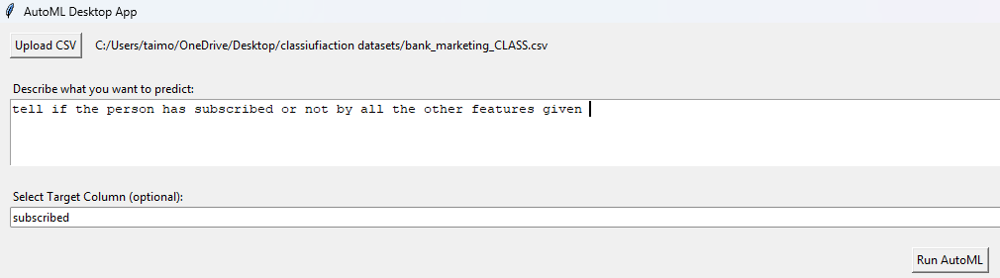 AutoML Desktop App
Upload CSV C:/Users/taimo/OneDrive/Desktop/classiufiaction datasets/bank_marketing_CLASS.csv
Describe what you want to predict:
tell if the person has subscribed or not by all the other features given
Select Target Column (optional):
subscribed
Run AutoML